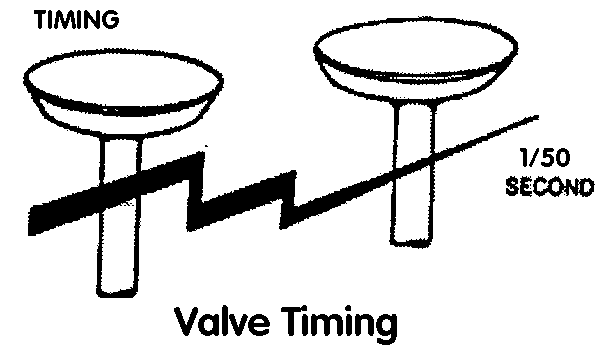 TIMING
1/50
SECOND
Valve Timing